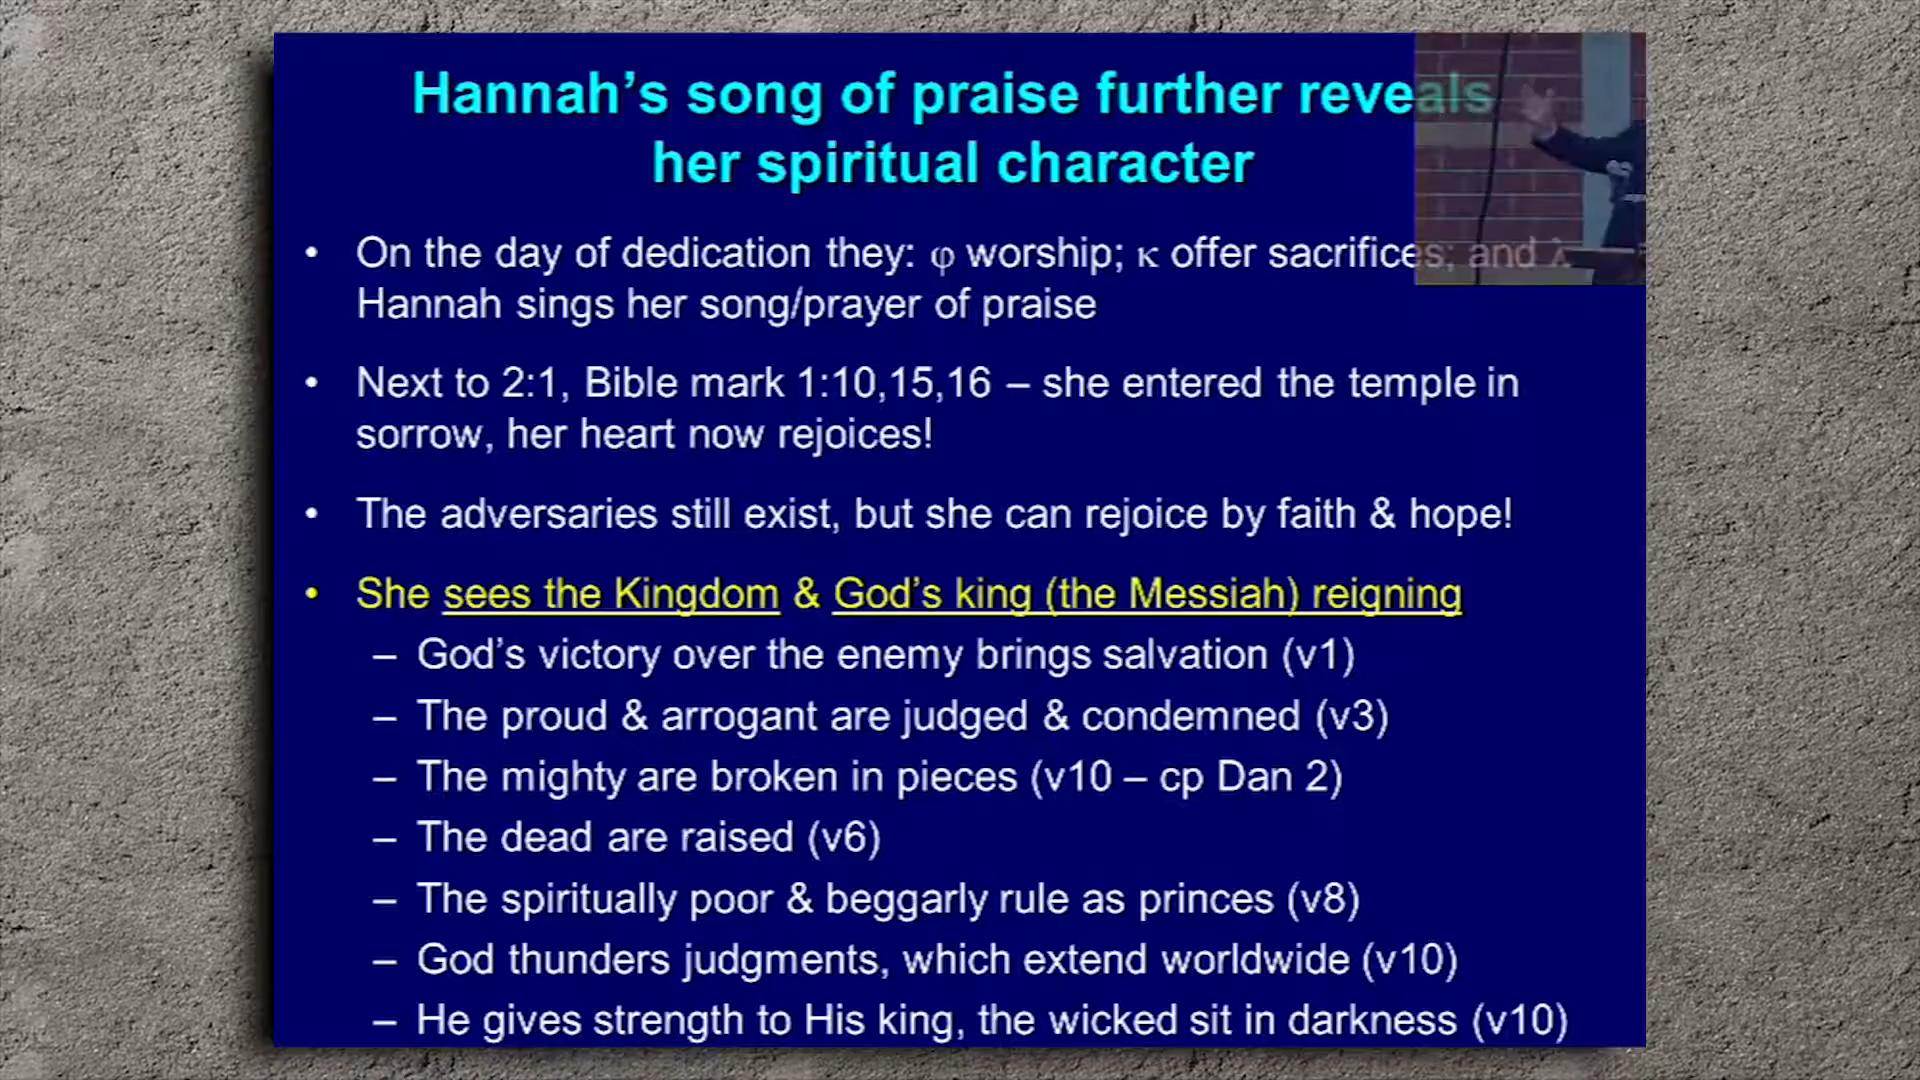 Hannah’s song of praise further reveals
her spiritual character
• On the day of dedication they: φ worship; κ offer sacrifices; and λ
Hannah sings her song/prayer of praise
• Next to 2:1, Bible mark 1:10,15,16 – she entered the temple in
sorrow, her heart now rejoices!
• The adversaries still exist, but she can rejoice by faith & hope!
• She sees the Kingdom & God’s king (the Messiah) reigning
– God’s victory over the enemy brings salvation (v1)
– The proud & arrogant are judged & condemned (v3)
– The mighty are broken in pieces (v10 – cp Dan 2)
– The dead are raised (v6)
– The spiritually poor & beggarly rule as princes (v8)
– God thunders judgments, which extend worldwide (v10)
– He gives strength to His king, the wicked sit in darkness (v10)